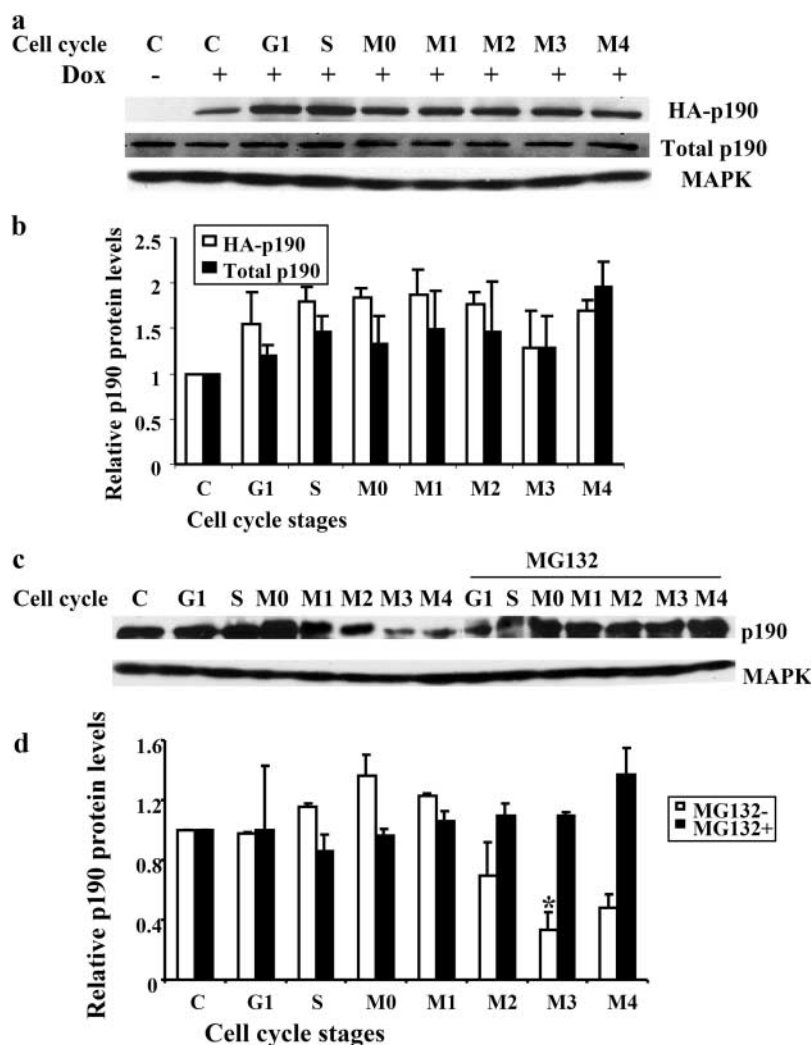 a
Cell cycle C C G1 S M0 M1 M2 M3 M4
Dox - + + + + + + + +
HA-p190
Total p190
MAPK
b
Relative p190 protein levels
2.5
2
1.5
1
0.5
0
HA-p190
Total p190
C G1 S M0 M1 M2 M3 M4
Cell cycle stages
c
MG132
Cell cycle C G1 S M0 M1 M2 M3 M4 G1 S M0 M1 M2 M3 M4
p190
MAPK
d
Relative p190 protein levels
1.6
1.2
0.8
0.4
0
*
MG132-
MG132+
C G1 S M0 M1 M2 M3 M4
Cell cycle stages